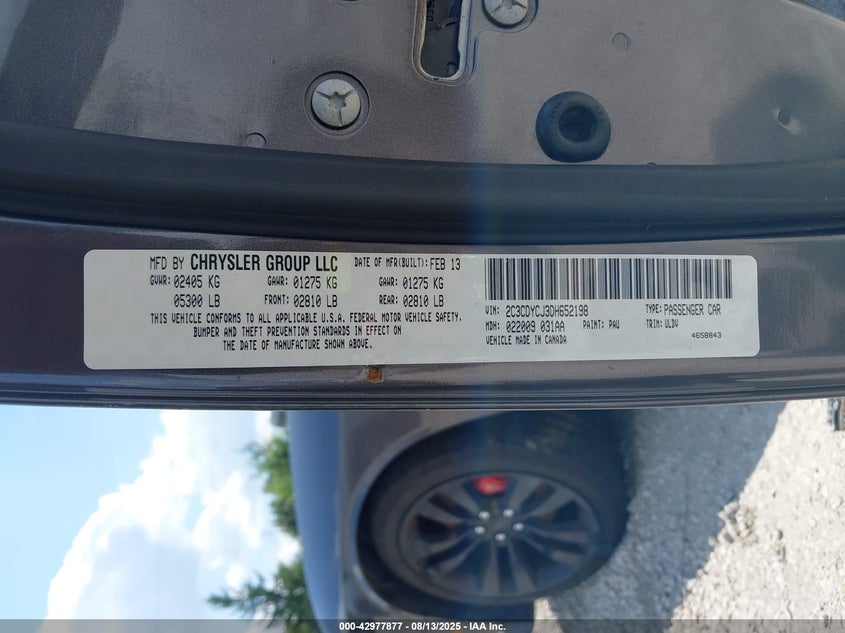 MFD BY CHRYSLER GROUP LLC DATE OF MFR(BUILT): FEB 13
GVWR: 02405 KG GAWR: 01275 KG GAWR: 01275 KG
05300 LB FRONT: 02810 LB REAR: 02810 LB
THIS VEHICLE CONFORMS TO ALL APPLICABLE U.S.A. FEDERAL MOTOR VEHICLE SAFETY,
BUMPER AND THEFT PREVENTION STANDARDS IN EFFECT ON
THE DATE OF MANUFACTURE SHOWN ABOVE.
VIN: 2C3CDYCJ3DH652198 TYPE: PASSENGER CAR
MDH: 022009 031AA PAINT: PAU TRIM: ULDV
VEHICLE MADE IN CANADA 4658843
000-42977877 - 08/13/2025 - IAA Inc.